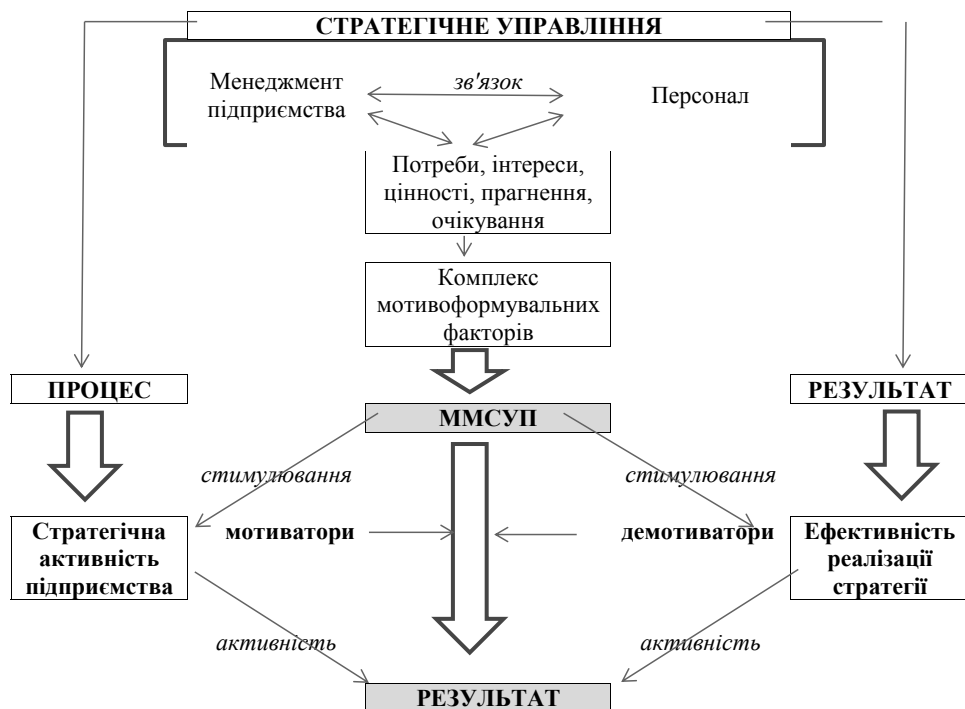 СТРАТЕГІЧНЕ УПРАВЛІННЯ
Менеджмент
підприємства
зв'язок
Персонал
Потреби, інтереси,
цінності, прагнення,
очікування
Комплекс
мотивоформувальних
факторів
ПРОЦЕС
РЕЗУЛЬТАТ
ММСУП
стимулювання
стимулювання
Стратегічна
активність
підприємства
мотиватори
демотиватори
Ефективність
реалізації
стратегії
активність
активність
РЕЗУЛЬТАТ